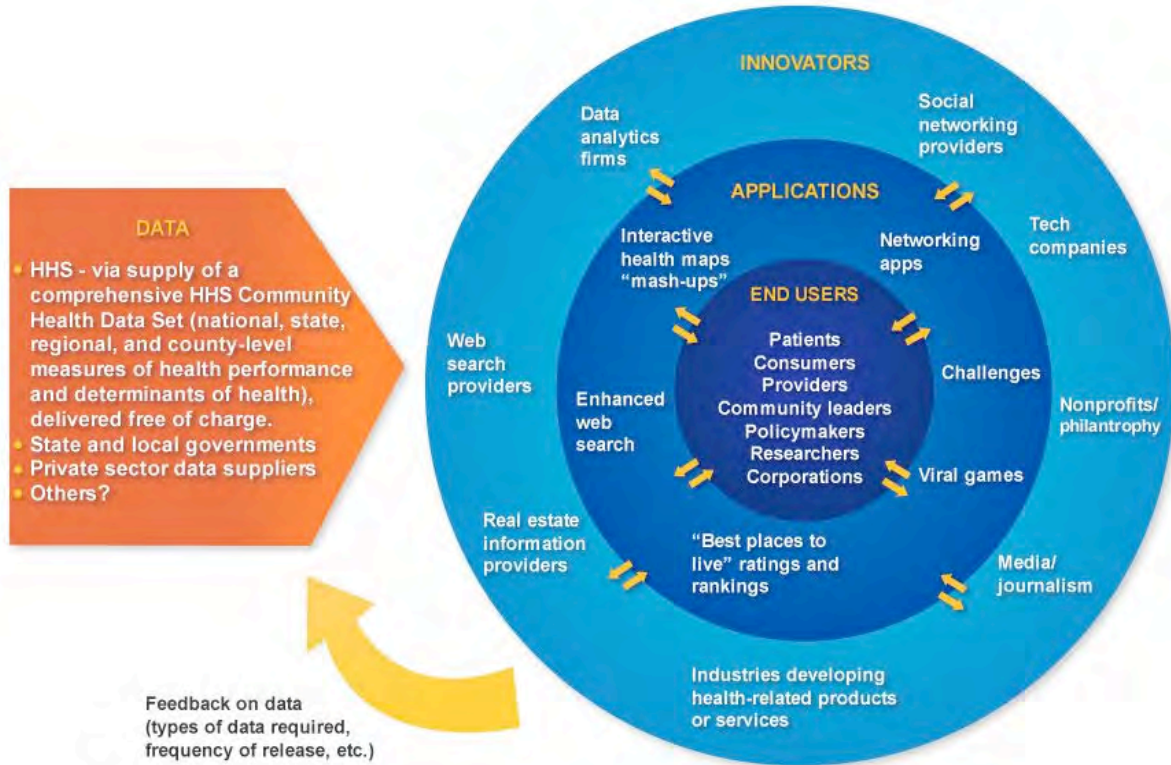 DATA
• HHS - via supply of a
comprehensive HHS Community
Health Data Set (national, state,
regional, and county-level
measures of health performance
and determinants of health),
delivered free of charge.
• State and local governments
• Private sector data suppliers
• Others?
INNOVATORS
Data
analytics
firms
Social
networking
providers
Tech
companies
Web
search
providers
Nonprofits/
philantropy
Real estate
information
providers
Media/
journalism
Industries developing
health-related products
or services
APPLICATIONS
Interactive
health maps
“mash-ups”
Networking
apps
Enhanced
web
search
Challenges
Viral games
“Best places to
live” ratings and
rankings
END USERS
Patients
Consumers
Providers
Community leaders
Policymakers
Researchers
Corporations
Feedback on data
(types of data required,
frequency of release, etc.)